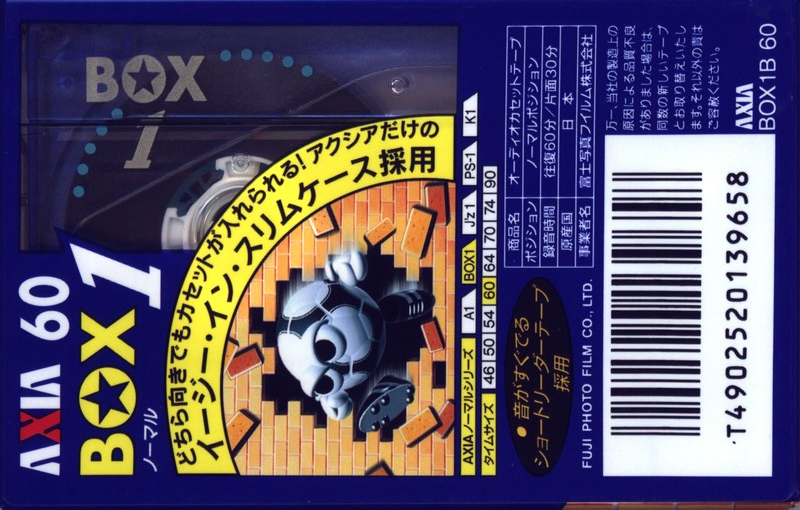 BOX
1
AXIA 60
BOX 1
ノーマル
どちら向きでもカセットが入れられる!アクシアだけの
イージー・イン・スリムケース採用
AXIAノーマルシリーズ A1 BOX1 J'z1 PS-1 K1
タイムサイズ 46 50 54 60 64 70 74 90
商品名 オーディオカセットテープ
ポジション ノーマルポジション
録音時間 往復60分/片面30分
原産国 日本
事業者名 富士写真フイルム株式会社
●音がすぐでる
ショートリーダーテープ
採用
FUJI PHOTO FILM CO., LTD.
万一、当社の製造上の
原因による品質不良
がありました場合は、
同数の新しいテープ
とお取り替えいたし
ます。それ以外の責は
ご容赦ください。
AXIA
BOX1B 60
T4902520139658